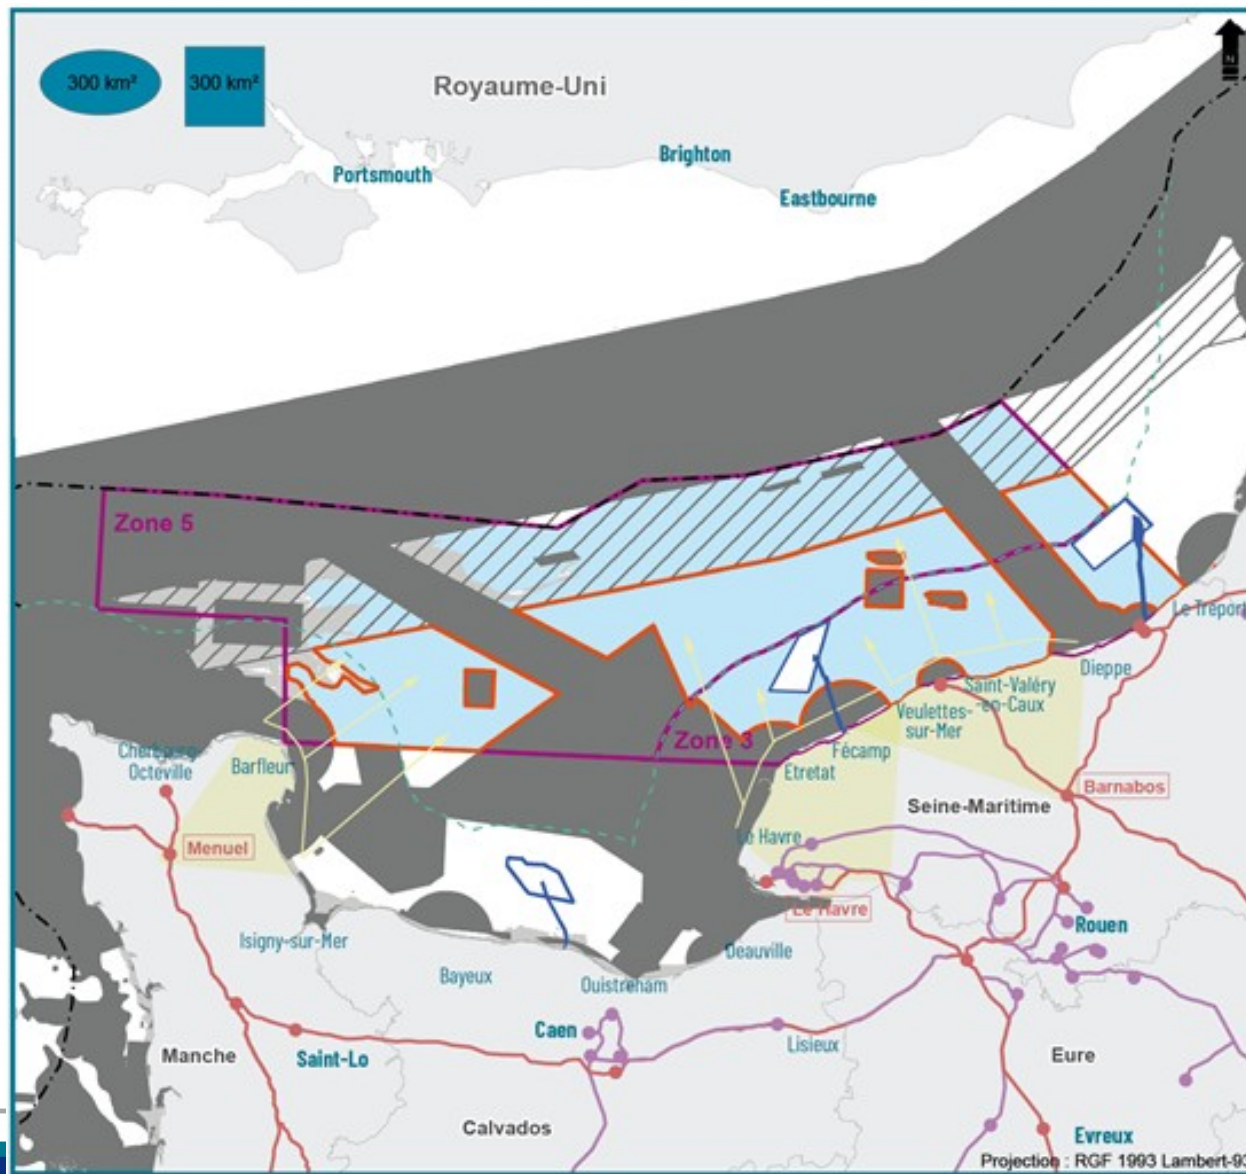 300 km²
300 km²
Royaume-Uni
N
Brighton
Portsmouth
Eastbourne
Zone 5
Le Tréport
Dieppe
Saint-Valéry
-en-Caux
Veulettes-
sur-Mer
Zone 3
Fécamp
Cherbourg-
Octeville
Barfleur
Etretat
Barnabos
Seine-Maritime
Le Havre
Menuel
Le Havre
Rouen
Isigny-sur-Mer
Deauville
Bayeux
Ouistreham
Caen
Lisieux
Manche
Saint-Lo
Eure
Calvados
Evreux
Projection : RGF 1993 Lambert-93